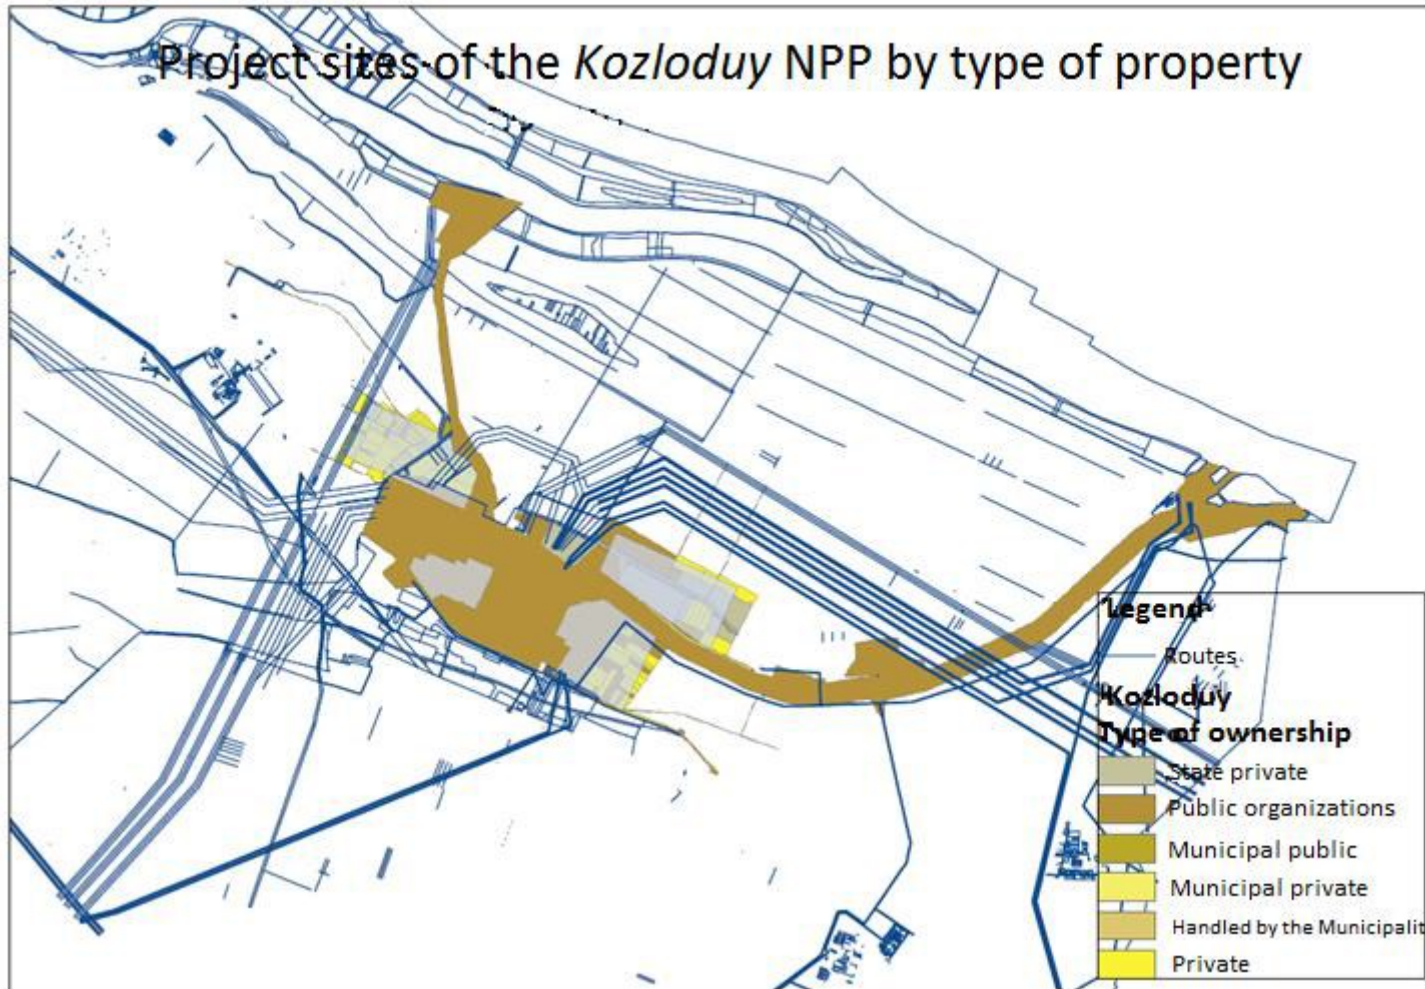 Project sites of the Kozloduy NPP by type of property
Legend
Routes
Kozloduy
Type of ownership
State private
Public organizations
Municipal public
Municipal private
Handled by the Municipalit
Private